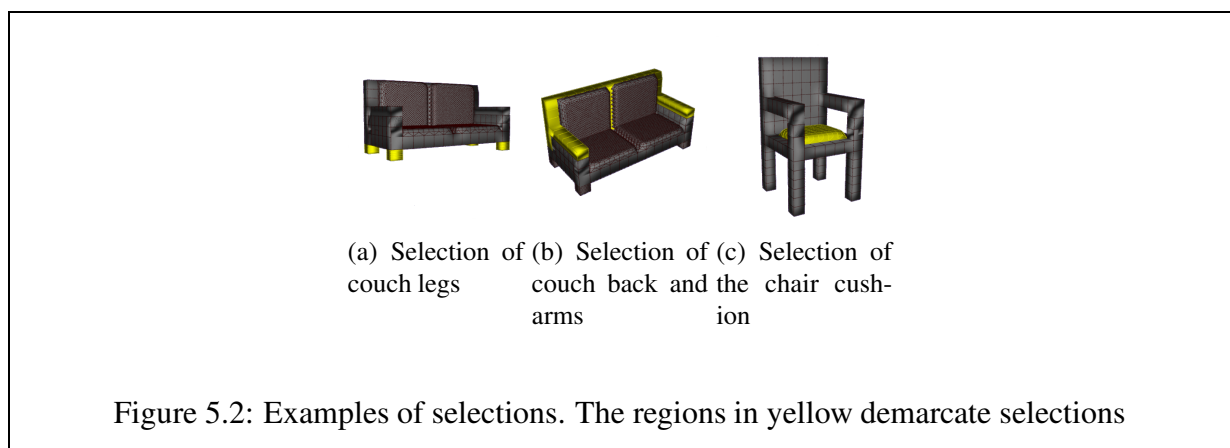 (a) Selection of
couch legs
(b) Selection of
couch back and
arms
(c) Selection of
the chair cush-
ion
Figure 5.2: Examples of selections. The regions in yellow demarcate selections